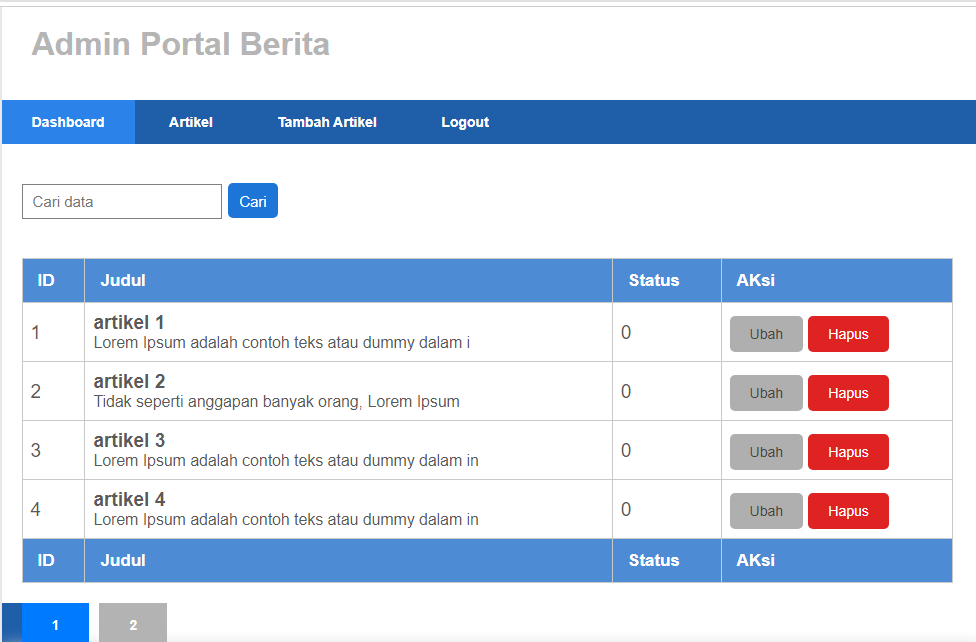 Admin Portal Berita
Dashboard Artikel Tambah Artikel Logout
Cari data Cari
ID Judul Status AKsi
1 artikel 1 0 Ubah Hapus
Lorem Ipsum adalah contoh teks atau dummy dalam i
2 artikel 2 0 Ubah Hapus
Tidak seperti anggapan banyak orang, Lorem Ipsum
3 artikel 3 0 Ubah Hapus
Lorem Ipsum adalah contoh teks atau dummy dalam in
4 artikel 4 0 Ubah Hapus
Lorem Ipsum adalah contoh teks atau dummy dalam in
ID Judul Status AKsi
1 2